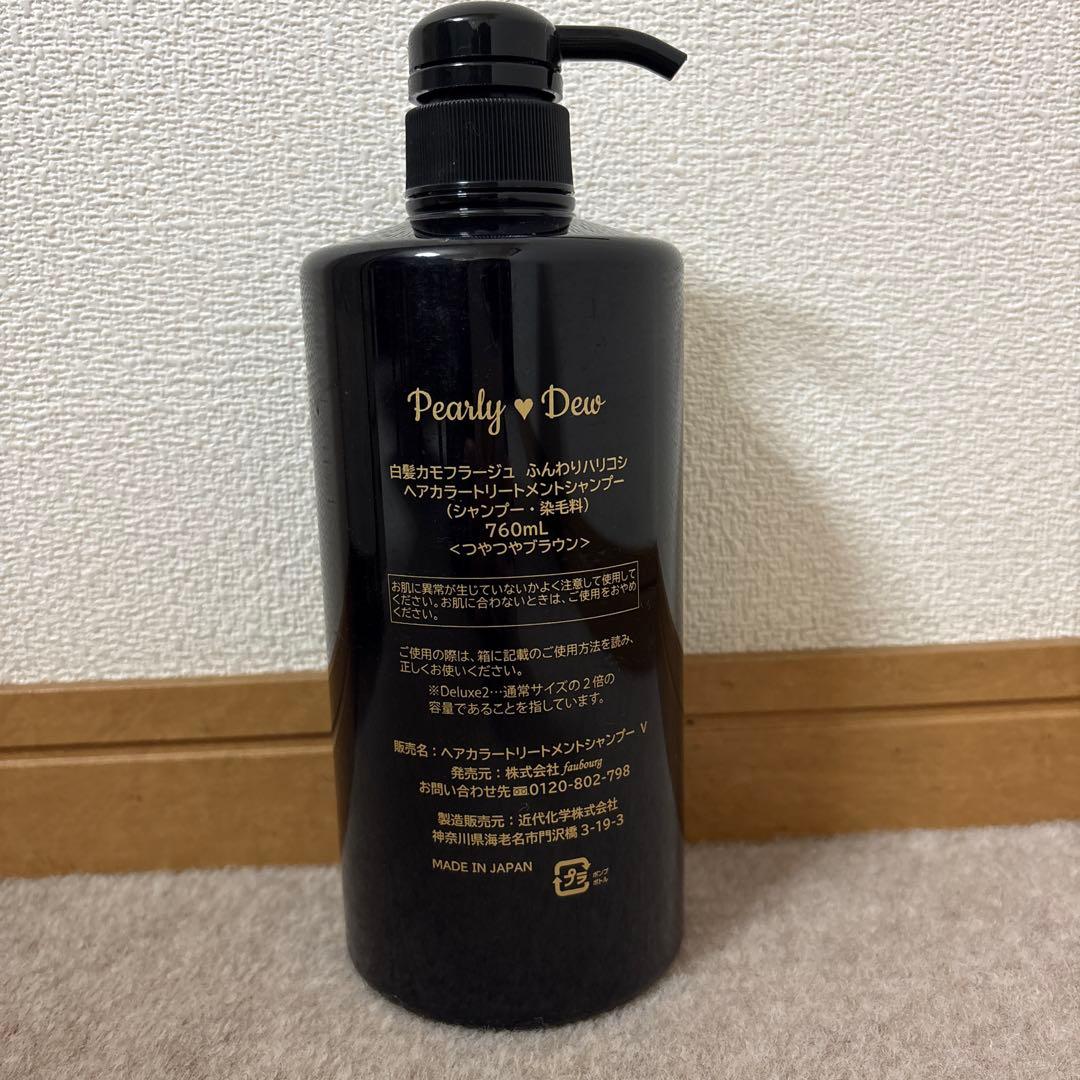 Pearly ♥ Dew
白髪カモフラージュ ふんわりハリコシ
ヘアカラートリートメントシャンプー
(シャンプー・染毛料)
760mL
<つやつやブラウン>
お肌に異常が生じていないかよく注意して使用して
ください。お肌に合わないときは、ご使用をおやめ
ください。
ご使用の際は、箱に記載のご使用方法を読み、
正しくお使いください。
※Deluxe2…通常サイズの2倍の
容量であることを指しています。
販売名：ヘアカラートリートメントシャンプー V
発売元：株式会社 faubourg
お問い合わせ先 0120-802-798
製造販売元：近代化学株式会社
神奈川県海老名市門沢橋 3-19-3
MADE IN JAPAN
プラ
ポンプ
ボトル